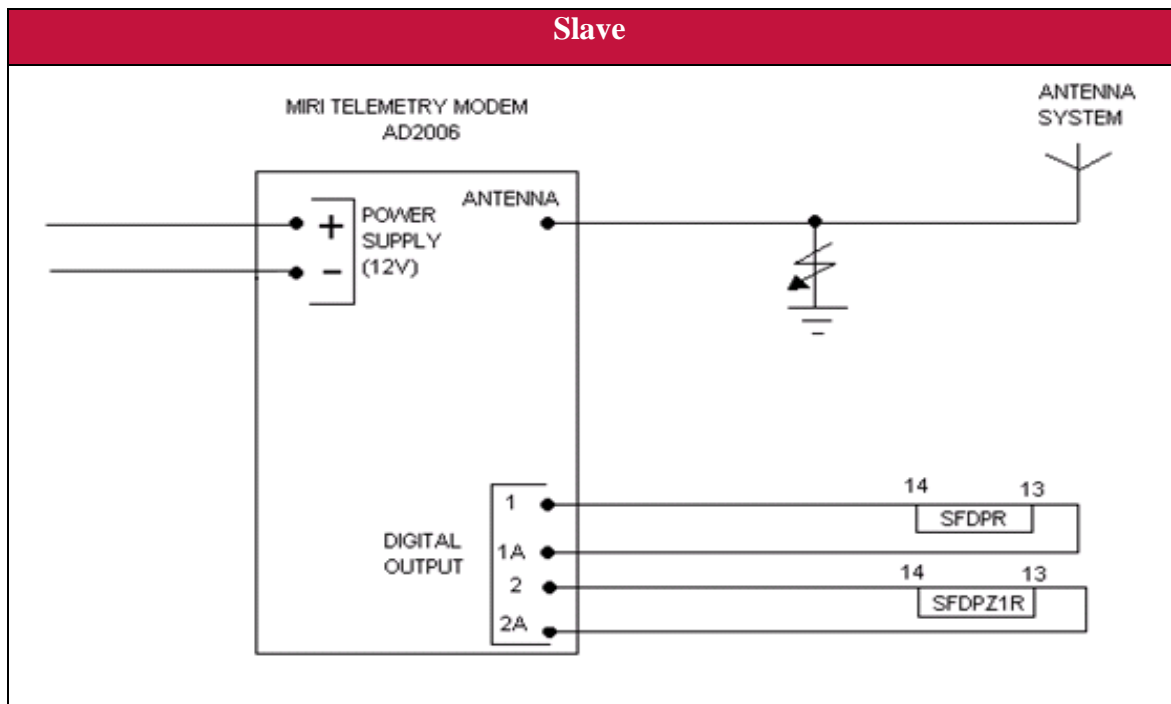 Slave
MIRI TELEMETRY MODEM
AD2006
ANTENNA
SYSTEM
ANTENNA
+
POWER
SUPPLY
(12V)
-
DIGITAL
OUTPUT
1
1A
2
2A
14
13
SFDPR
14
13
SFDPZ1R